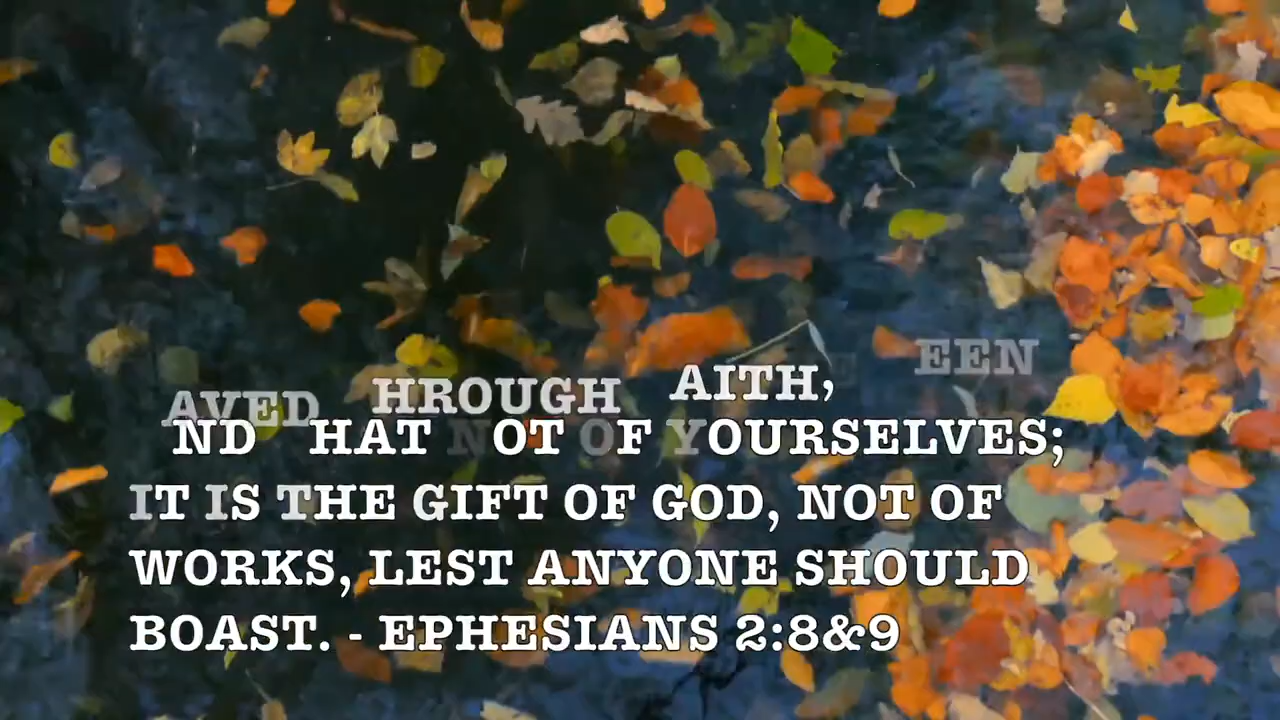 EEN
AVED HROUGH AITH,
ND HAT NOT OF YOURSELVES;
IT IS THE GIFT OF GOD, NOT OF
WORKS, LEST ANYONE SHOULD
BOAST. - EPHESIANS 2:8&9